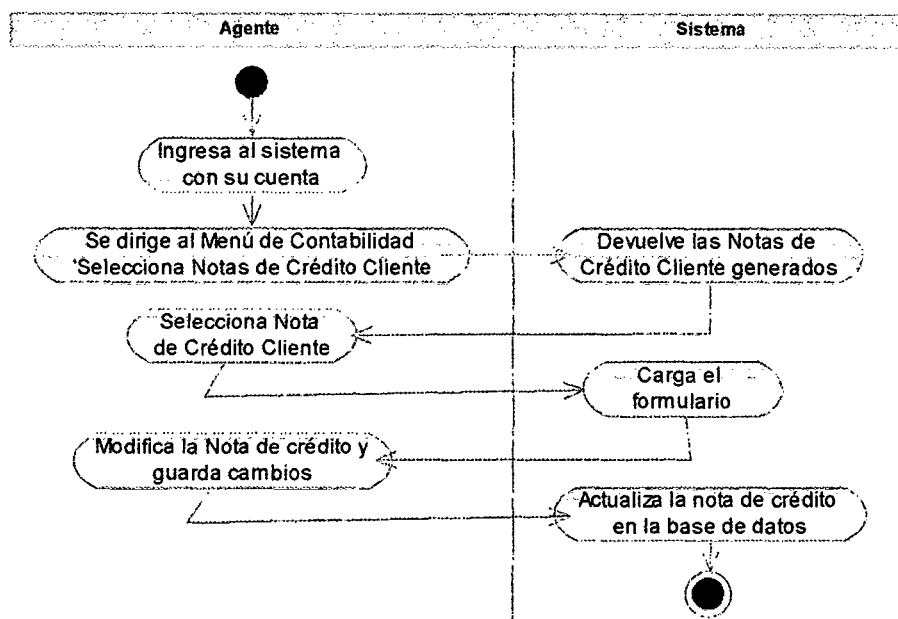 Agente
Sistema
Ingresa al sistema
con su cuenta
Se dirige al Menú de Contabilidad
'Selecciona Notas de Crédito Cliente
Devuelve las Notas de
Crédito Cliente generados
Selecciona Nota
de Crédito Cliente
Carga el
formulario
Modifica la Nota de crédito y
guarda cambios
Actualiza la nota de crédito
en la base de datos